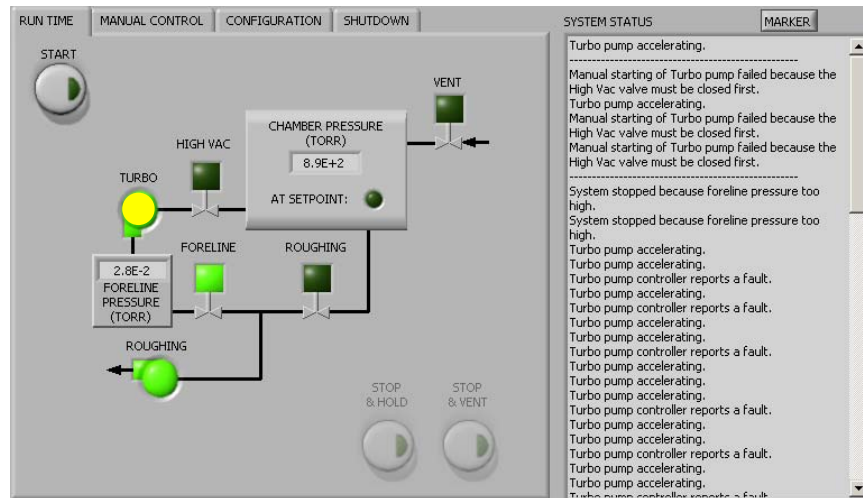 RUN TIME
MANUAL CONTROL
CONFIGURATION
SHUTDOWN
START
VENT
CHAMBER PRESSURE
(TORR)
8.9E+2
AT SETPOINT:
HIGH VAC
TURBO
FORELINE
ROUGHING
2.8E-2
FORELINE
PRESSURE
(TORR)
ROUGHING
STOP
& HOLD
STOP
& VENT
SYSTEM STATUS
MARKER
Turbo pump accelerating.
Manual starting of Turbo pump failed because the
High Vac valve must be closed first.
Turbo pump accelerating.
Manual starting of Turbo pump failed because the
High Vac valve must be closed first.
Manual starting of Turbo pump failed because the
High Vac valve must be closed first.
System stopped because foreline pressure too
high.
System stopped because foreline pressure too
high.
Turbo pump accelerating.
Turbo pump accelerating.
Turbo pump controller reports a fault.
Turbo pump accelerating.
Turbo pump controller reports a fault.
Turbo pump accelerating.
Turbo pump accelerating.
Turbo pump controller reports a fault.
Turbo pump accelerating.
Turbo pump accelerating.
Turbo pump accelerating.
Turbo pump controller reports a fault.
Turbo pump accelerating.
Turbo pump accelerating.
Turbo pump controller reports a fault.
Turbo pump accelerating.
Turbo pump accelerating.
Turbo pump controller reports a fault.